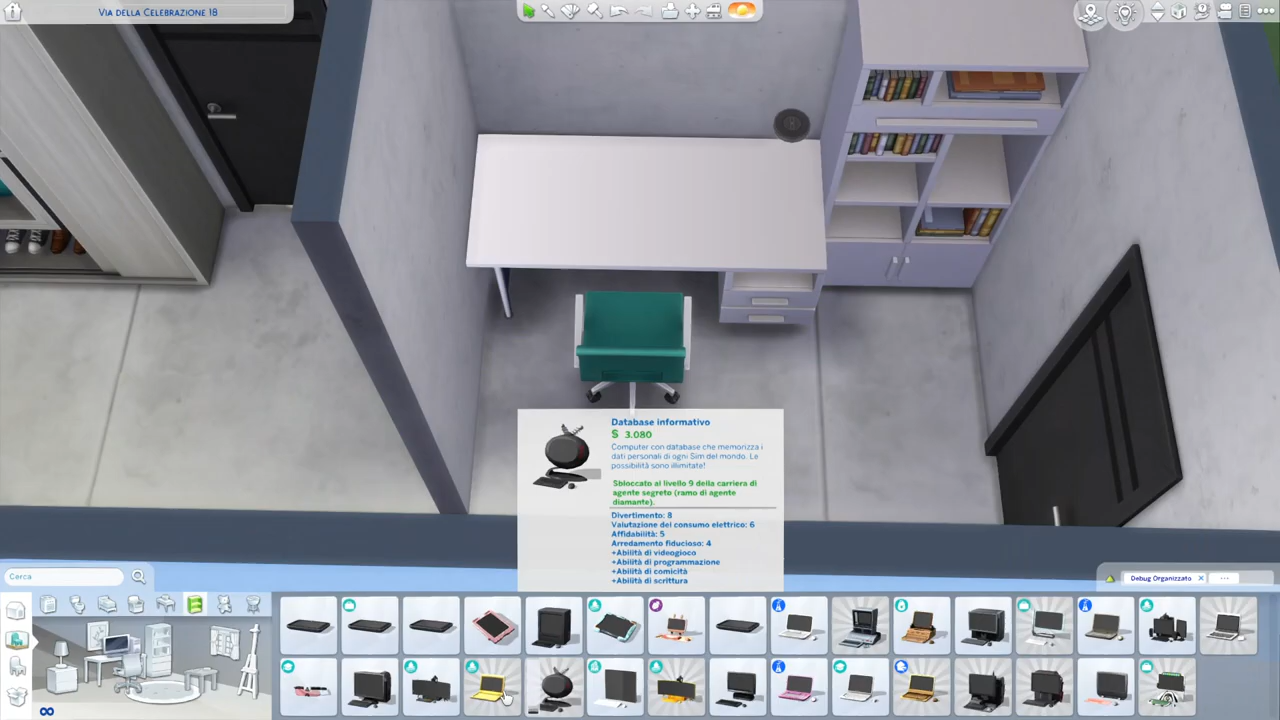 Via della Celebrazione 18
Database informativo
$ 3.080
Computer con database che memorizza i
dati personali di ogni Sim del mondo. Le
possibilità sono illimitate!
Sbloccato al livello 9 della carriera di
agente segreto (ramo di agente
diamante).
Divertimento: 8
Valutazione del consumo elettrico: 6
Affidabilità: 5
Arredamento fiducioso: 4
+Abilità di videogioco
+Abilità di programmazione
+Abilità di comicità
+Abilità di scrittura
Cerca
Debug Organizzato